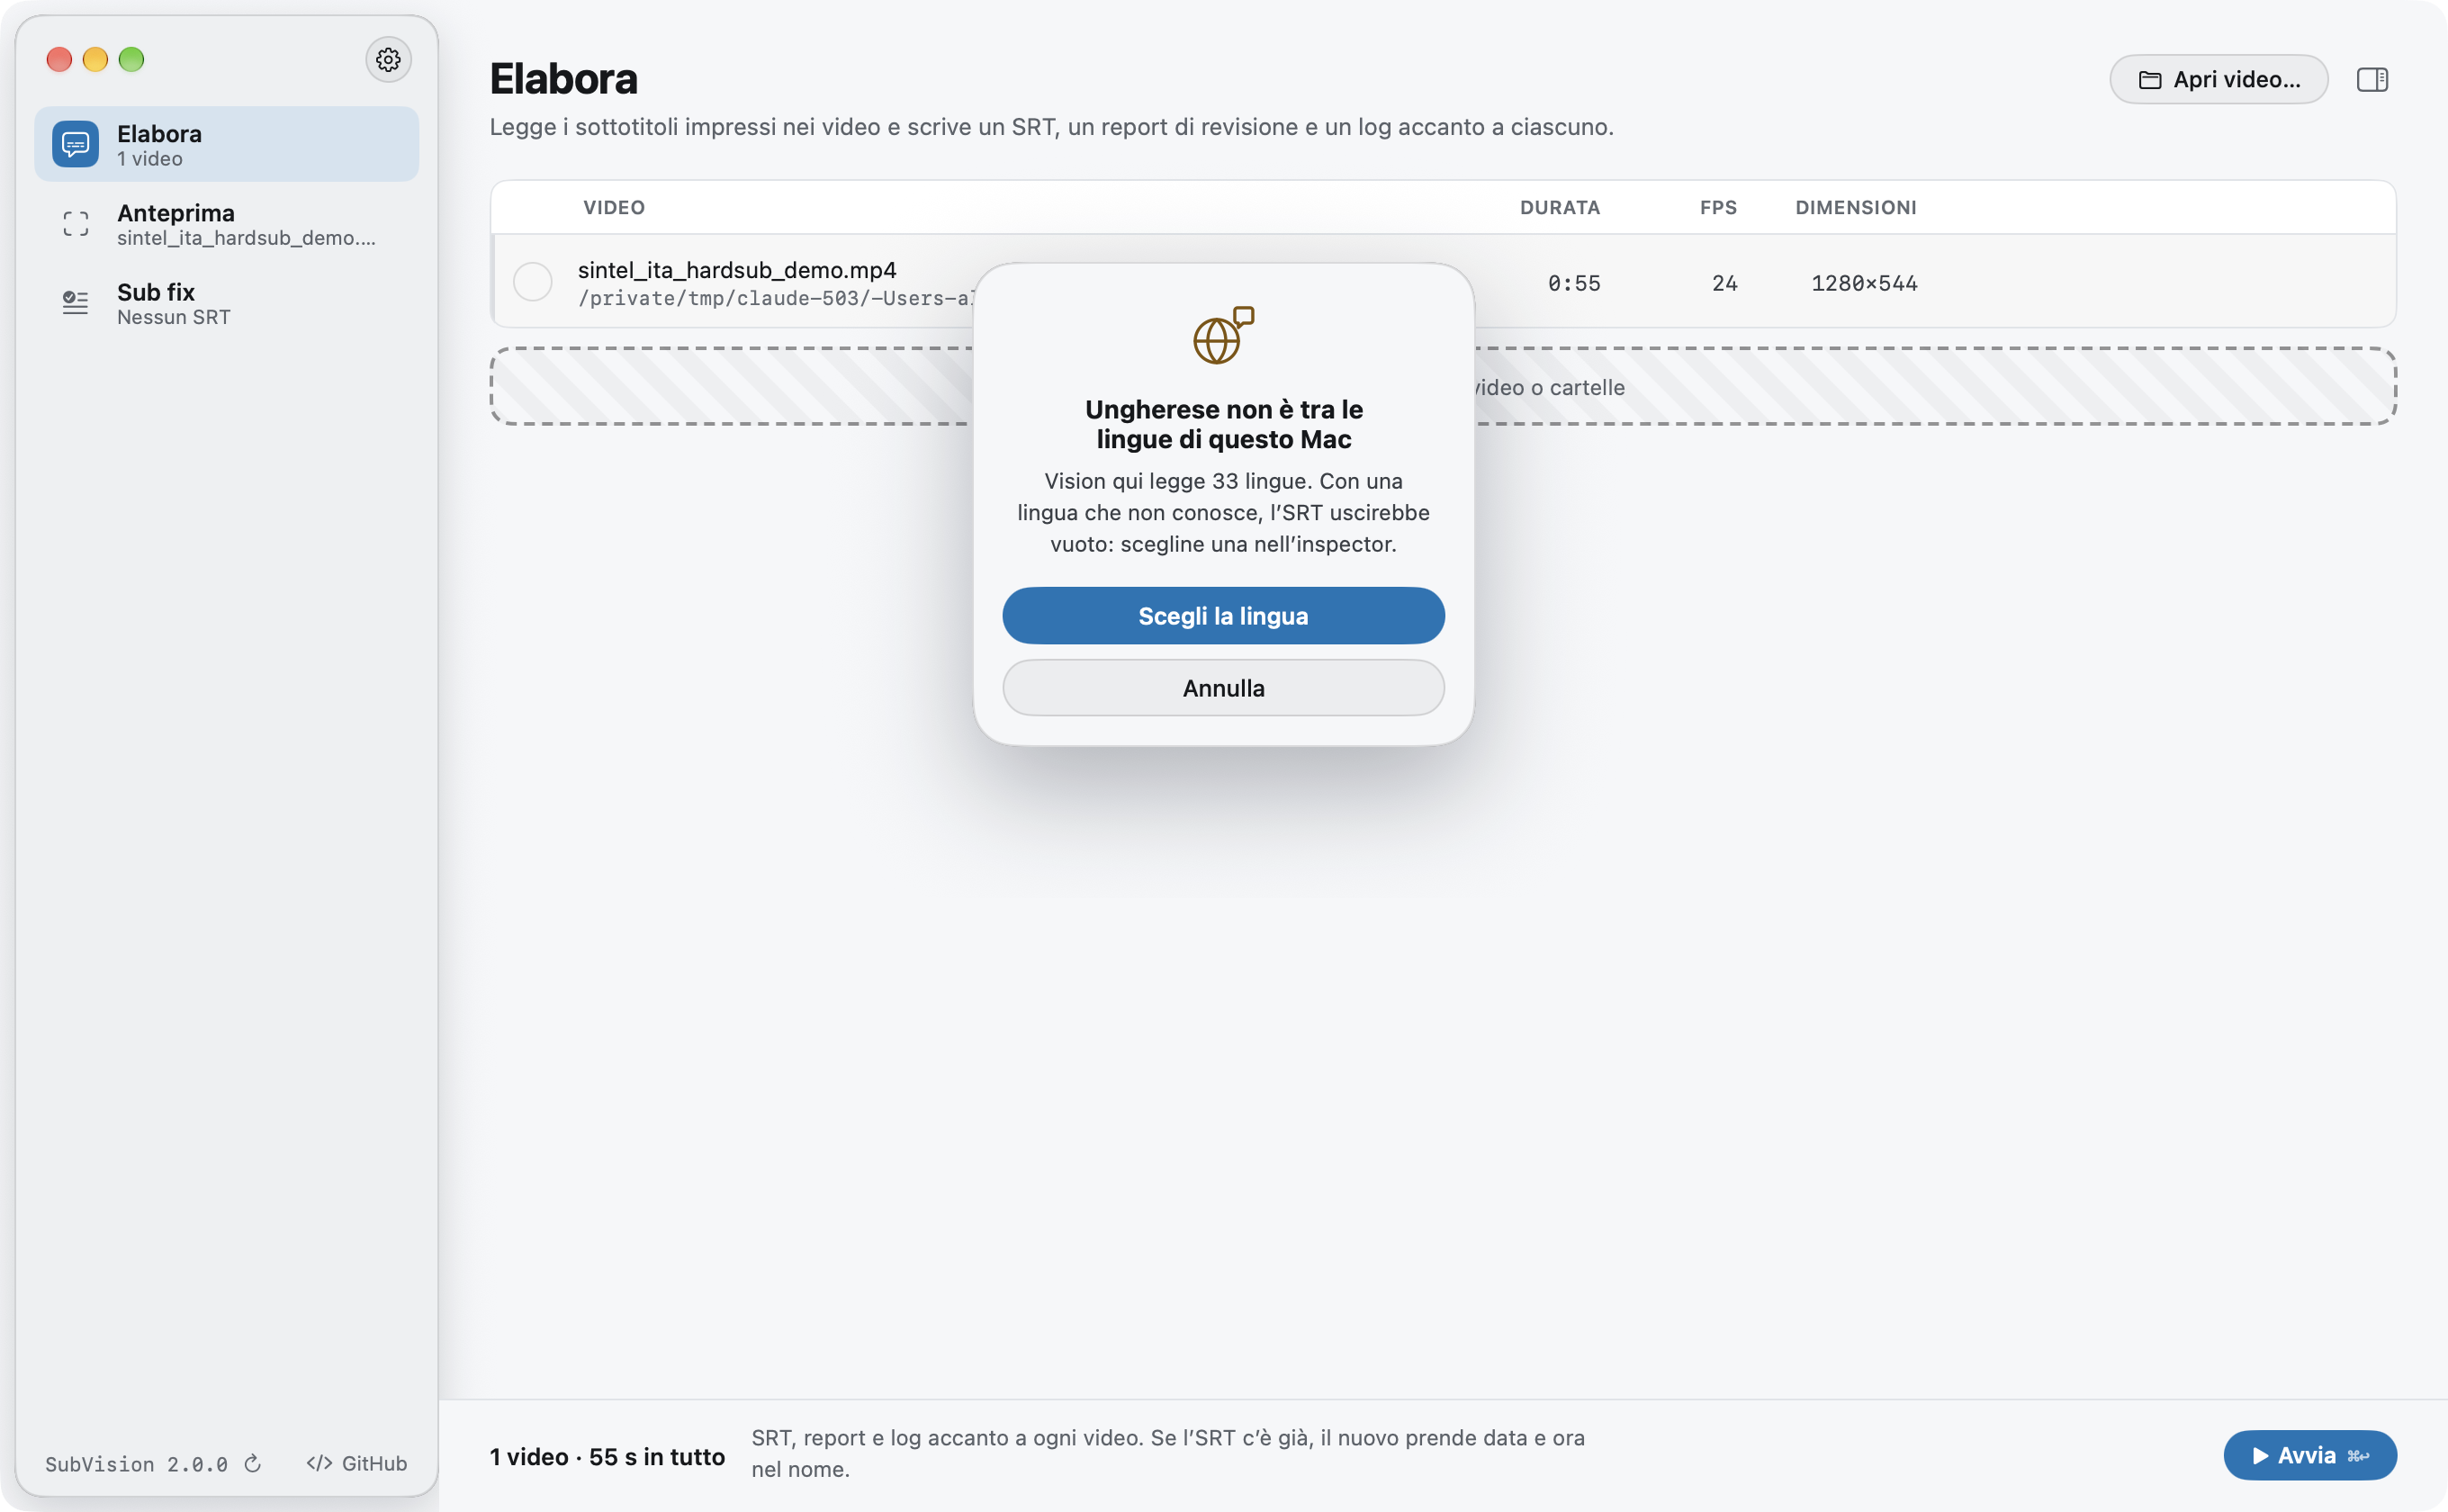 Elabora
1 video
Anteprima
sintel_ita_hardsub_demo....
Sub fix
Nessun SRT
SubVision 2.0.0
GitHub
Elabora
Apri video...
Legge i sottotitoli impressi nei video e scrive un SRT, un report di revisione e un log accanto a ciascuno.
VIDEO DURATA FPS DIMENSIONI
sintel_ita_hardsub_demo.mp4 0:55 24 1280×544
/private/tmp/claude-503/-Users-
video o cartelle
Ungherese non è tra le
lingue di questo Mac
Vision qui legge 33 lingue. Con una
lingua che non conosce, l’SRT uscirebbe
vuoto: scegline una nell’inspector.
Scegli la lingua
Annulla
1 video · 55 s in tutto
SRT, report e log accanto a ogni video. Se l’SRT c’è già, il nuovo prende data e ora
nel nome.
Avvia ⌘↩